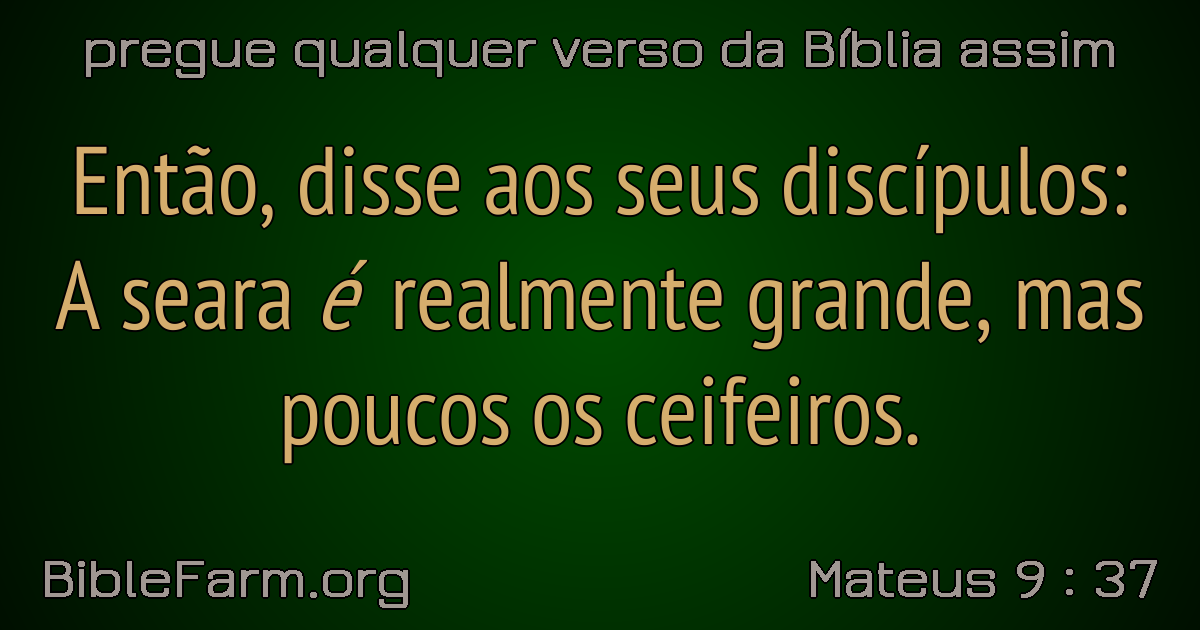 pregue qualquer verso da Bíblia assim
Então, disse aos seus discípulos:
A seara é realmente grande, mas
poucos os ceifeiros.
BibleFarm.org
Mateus 9 : 37